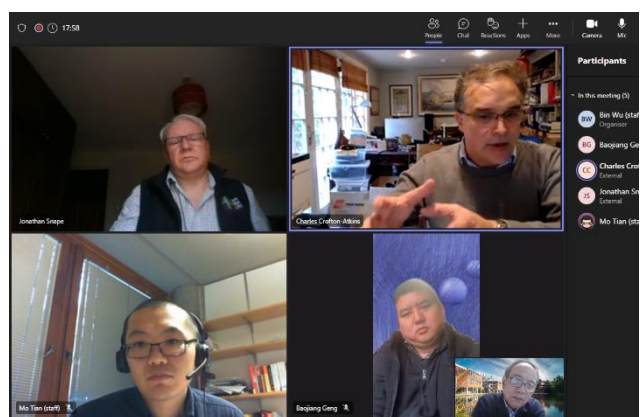 17:58
People Chat Reactions Apps More Camera Mic
Participants
In this meeting (5)
BW Bin Wu (staff)
Organiser
BG Baojiang Ge
CC Charles Crof
External
JS Jonathan Sn
External
Mo Tian (sta
Jonathan Snape
Charles Crofton-Atkins
Mo Tian (staff)
Baojiang Geng